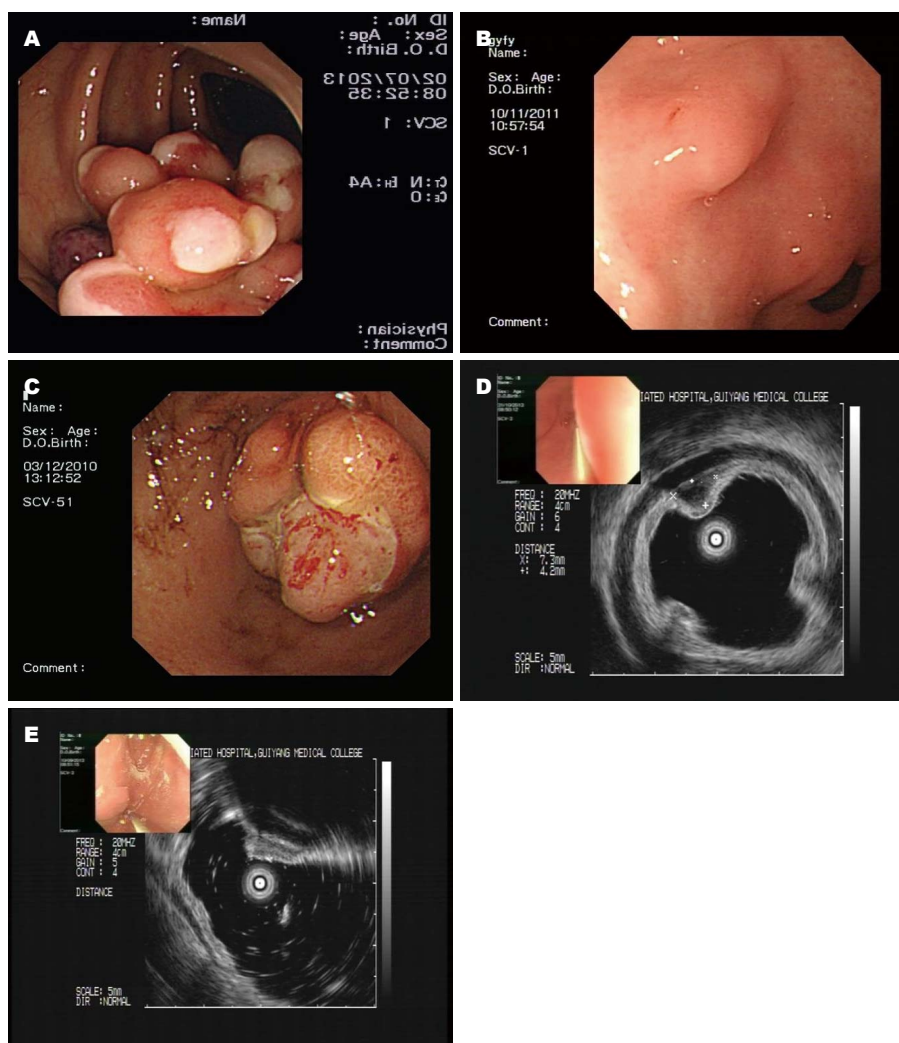 A
ID No. :
Name:
Sex: Age:
D.O.Birth:
02/07/2013
08:52:35
SCV: 1
Ct:N Eh:A4
Ce:0
Physician:
Comment:
B
gyfy
Name:
Sex: Age:
D.O.Birth:
10/11/2011
10:57:54
SCV-1
Comment:
C
Name:
Sex: Age:
D.O.Birth:
03/12/2010
13:12:52
SCV-51
Comment:
D
IATED HOSPITAL,GUIYANG MEDICAL COLLEGE
FREQ : 20MHZ
RANGE: 4cm
GAIN : 6
CONT : 4
DISTANCE
X: 7.3mm
+: 4.2mm
SCALE: 5mm
DIR :NORMAL
E
IATED HOSPITAL,GUIYANG MEDICAL COLLEGE
FREQ : 20MHZ
RANGE: 4cm
GAIN : 5
CONT : 4
DISTANCE
SCALE: 5mm
DIR :NORMAL